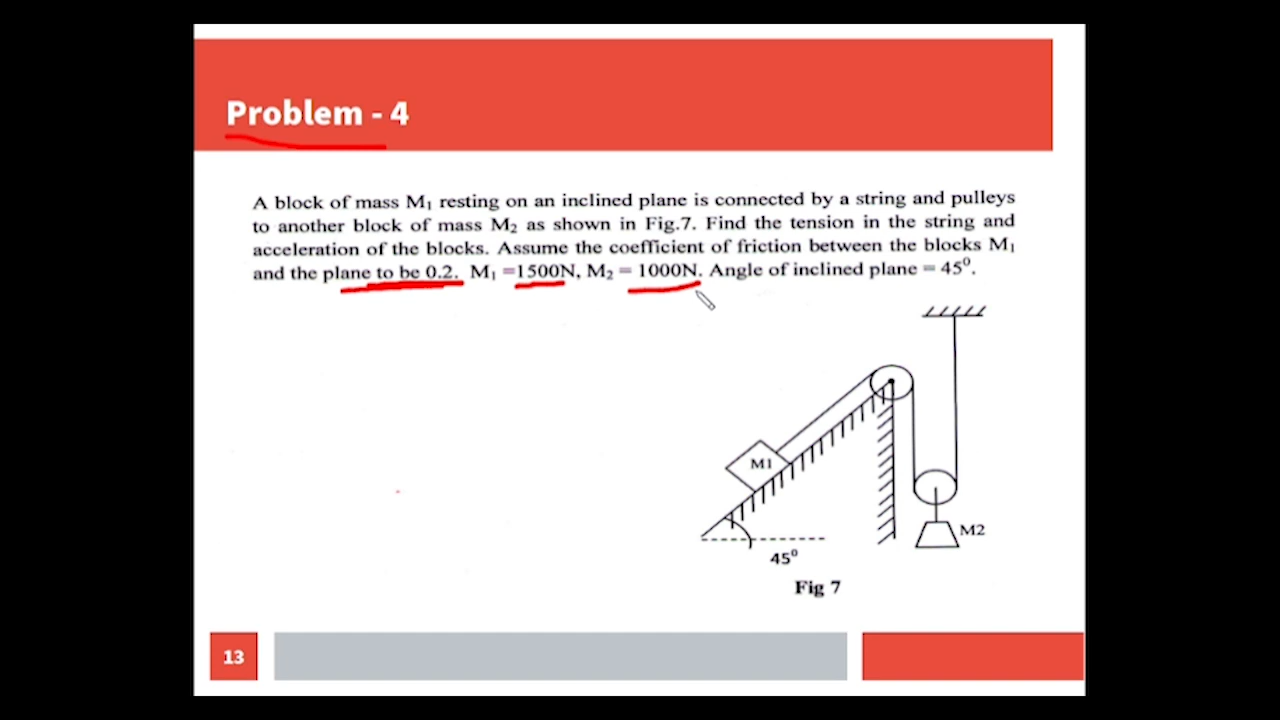 Problem - 4
A block of mass M₁ resting on an inclined plane is connected by a string and pulleys
to another block of mass M₂ as shown in Fig.7. Find the tension in the string and
acceleration of the blocks. Assume the coefficient of friction between the blocks M₁
and the plane to be 0.2. M₁ =1500N, M₂ = 1000N. Angle of inclined plane = 45⁰.
M1
M2
45⁰
Fig 7
13